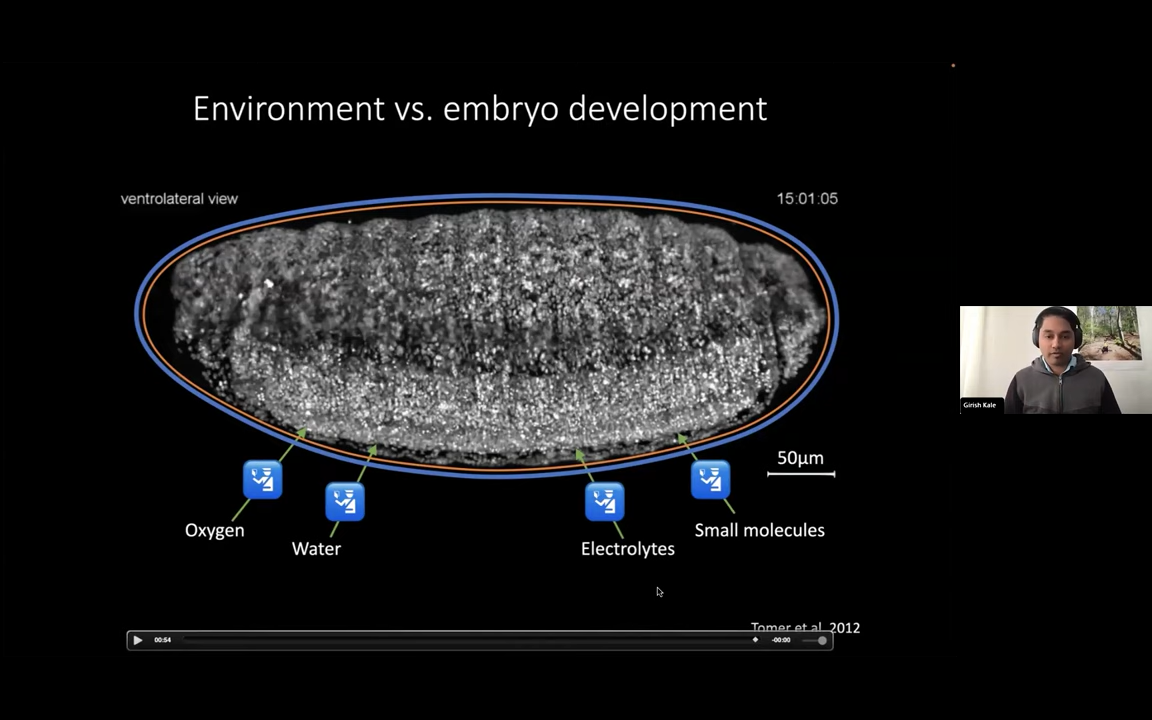 Environment vs. embryo development
ventrolateral view
15:01:05
50µm
Oxygen
Water
Electrolytes
Small molecules
Tomer et al. 2012
00:54
-00:00
Girish Kale